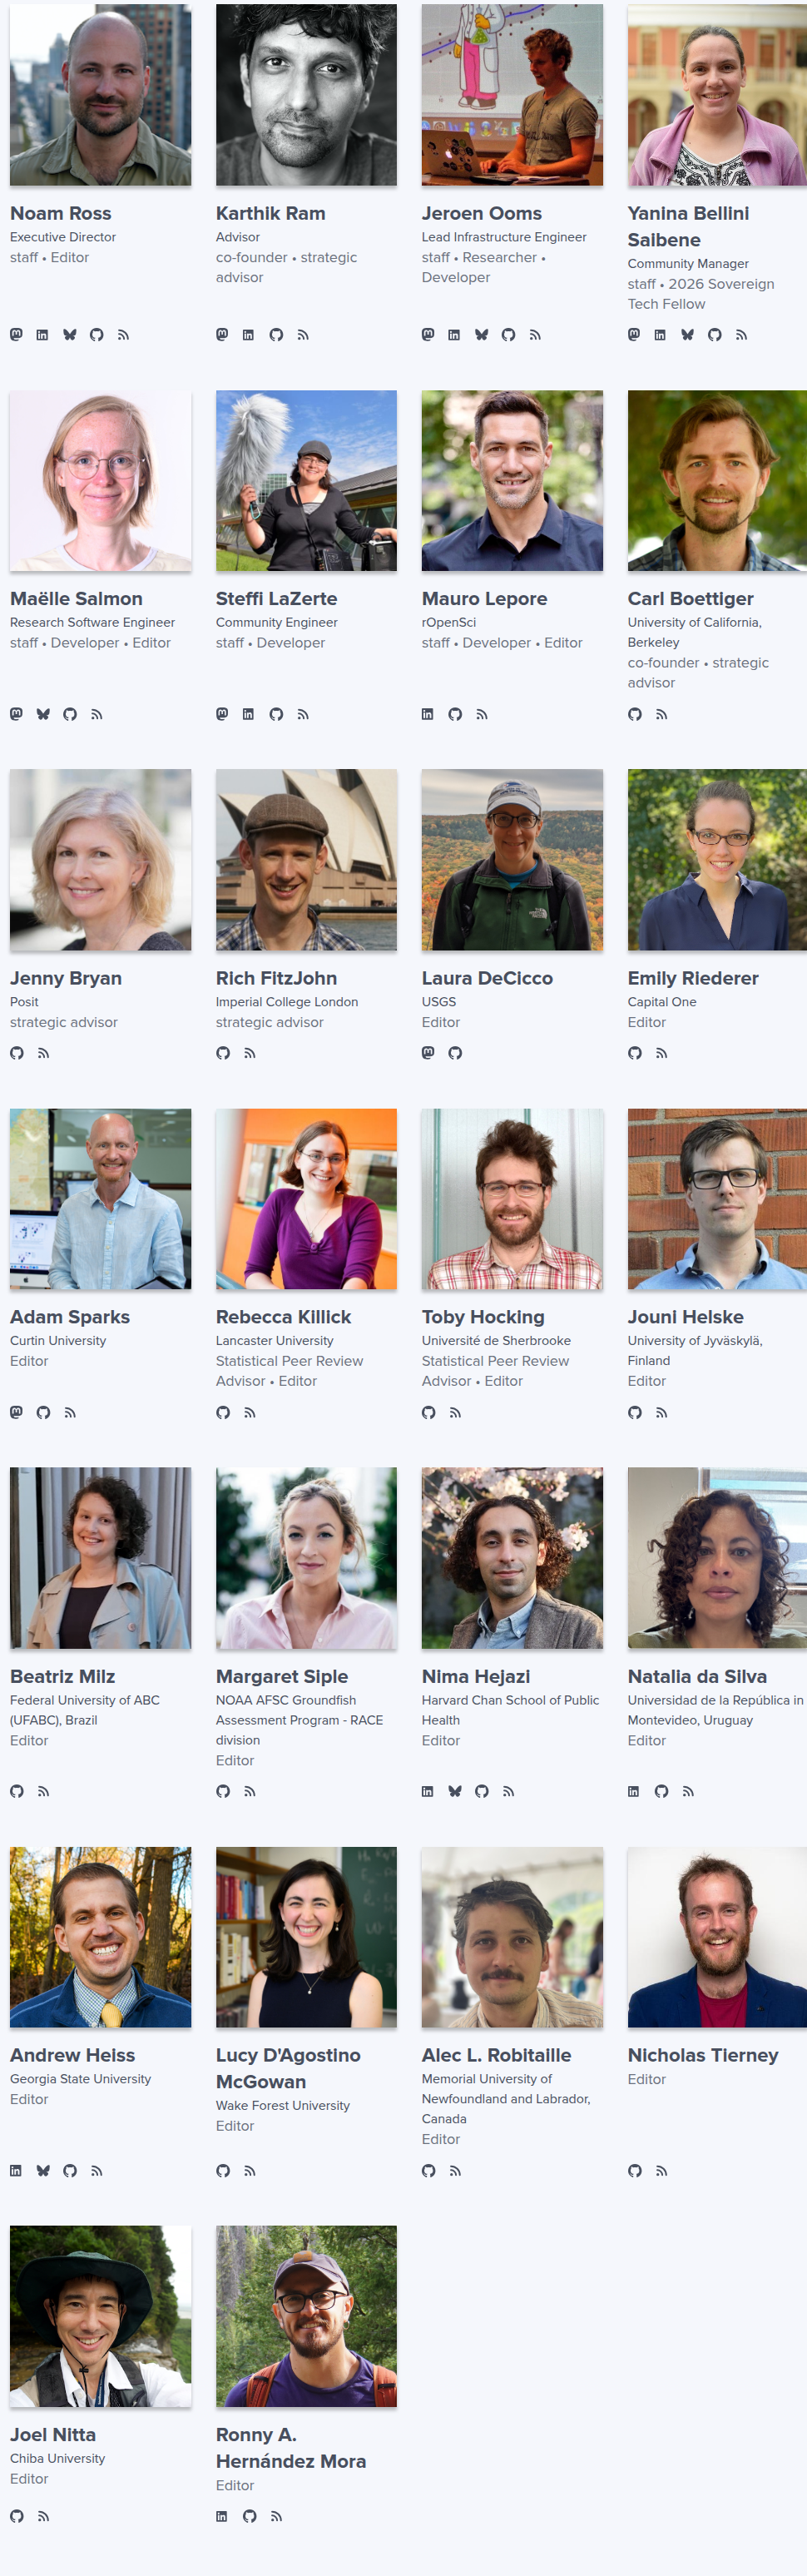 Noam Ross
Executive Director
staff • Editor
Karthik Ram
Advisor
co-founder • strategic
advisor
Jeroen Ooms
Lead Infrastructure Engineer
staff • Researcher •
Developer
Yanina Bellini
Saibene
Community Manager
staff • 2026 Sovereign
Tech Fellow
Maëlle Salmon
Research Software Engineer
staff • Developer • Editor
Steffi LaZerte
Community Engineer
staff • Developer
Mauro Lepore
rOpenSci
staff • Developer • Editor
Carl Boettiger
University of California,
Berkeley
co-founder • strategic
advisor
Jenny Bryan
Posit
strategic advisor
Rich FitzJohn
Imperial College London
strategic advisor
Laura DeCicco
USGS
Editor
Emily Riederer
Capital One
Editor
Adam Sparks
Curtin University
Editor
Rebecca Killick
Lancaster University
Statistical Peer Review
Advisor • Editor
Toby Hocking
Université de Sherbrooke
Statistical Peer Review
Advisor • Editor
Jouni Helske
University of Jyväskylä,
Finland
Editor
Beatriz Milz
Federal University of ABC
(UFABC), Brazil
Editor
Margaret Siple
NOAA AFSC Groundfish
Assessment Program - RACE
division
Editor
Nima Hejazi
Harvard Chan School of Public
Health
Editor
Natalia da Silva
Universidad de la República in
Montevideo, Uruguay
Editor
Andrew Heiss
Georgia State University
Editor
Lucy D'Agostino
McGowan
Wake Forest University
Editor
Alec L. Robitaille
Memorial University of
Newfoundland and Labrador,
Canada
Editor
Nicholas Tierney
Editor
Joel Nitta
Chiba University
Editor
Ronny A.
Hernández Mora
Editor